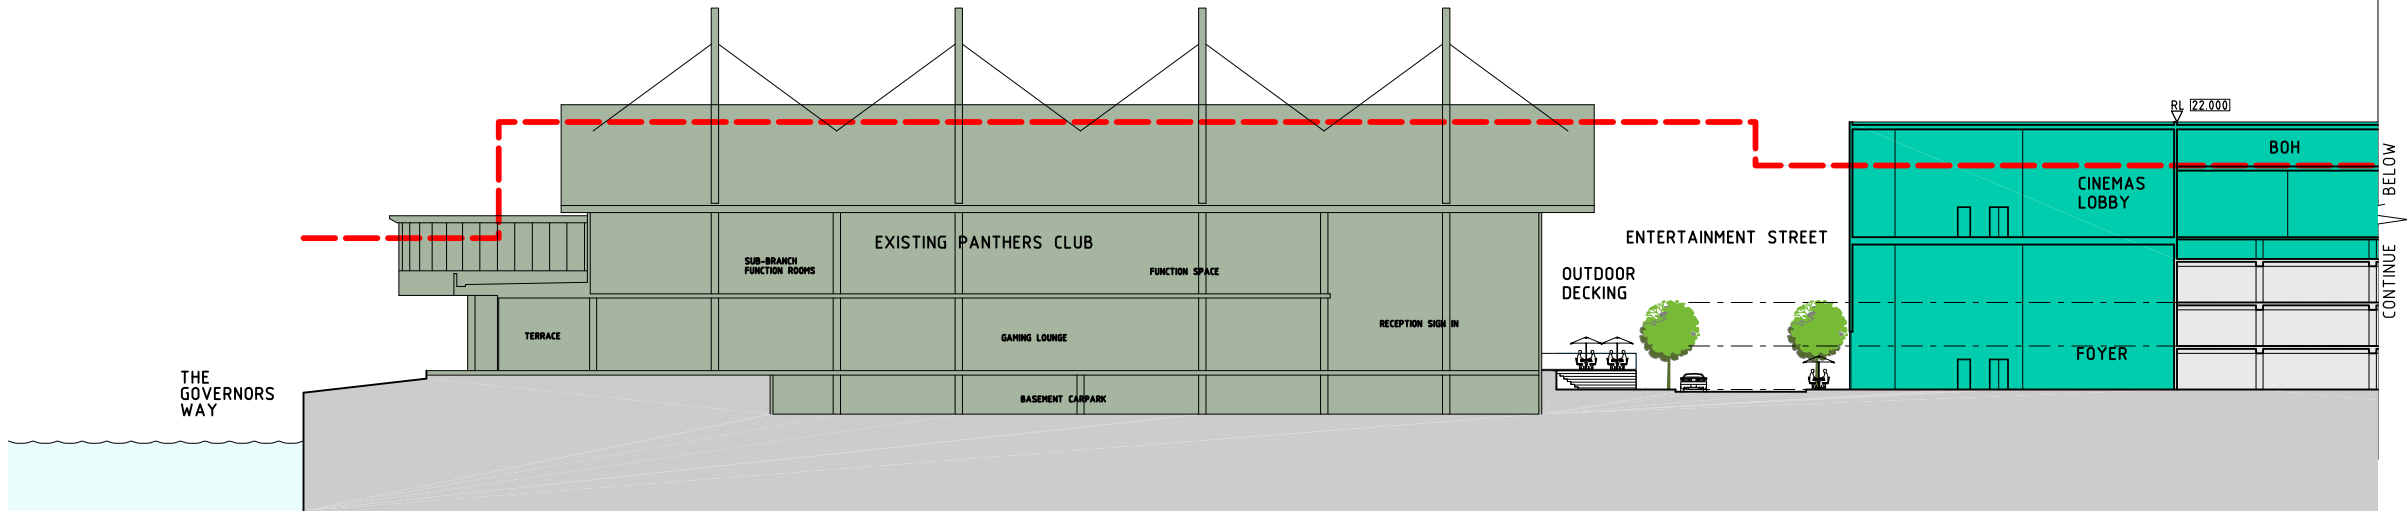 RL 22.000
BOH
CINEMAS
LOBBY
CONTINUE BELOW
EXISTING PANTHERS CLUB
ENTERTAINMENT STREET
SUB-BRANCH
FUNCTION ROOMS
FUNCTION SPACE
OUTDOOR
DECKING
TERRACE
GAMING LOUNGE
RECEPTION SIGN IN
FOYER
THE
GOVERNORS
WAY
BASEMENT CARPARK